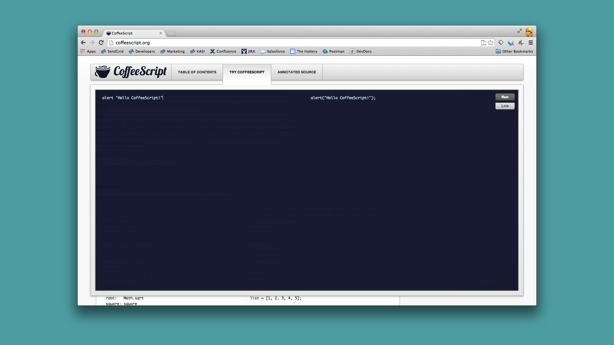 CoffeeScript
coffeescript.org
Apps SendGrid Developers Marketing KADI Confluence JIRA Salesforce The Hattery Postman DevDocs Other Bookmarks
CoffeeScript TABLE OF CONTENTS TRY COFFEESCRIPT ANNOTATED SOURCE
alert "Hello CoffeeScript!" alert("Hello CoffeeScript!"); Run
Link
root: Math.sqrt list = [1, 2, 3, 4, 5];
square: square